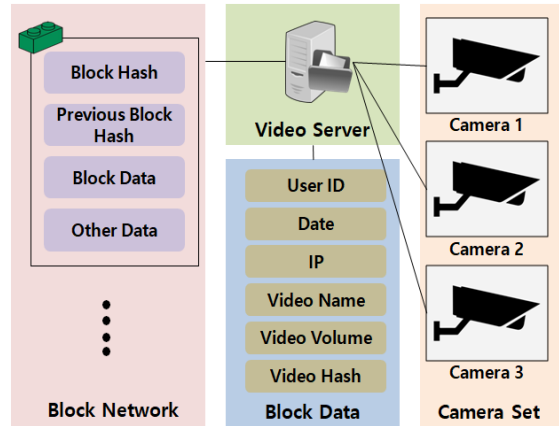 Block Hash
Previous Block
Hash
Block Data
Other Data
Block Network
Video Server
User ID
Date
IP
Video Name
Video Volume
Video Hash
Block Data
Camera 1
Camera 2
Camera 3
Camera Set